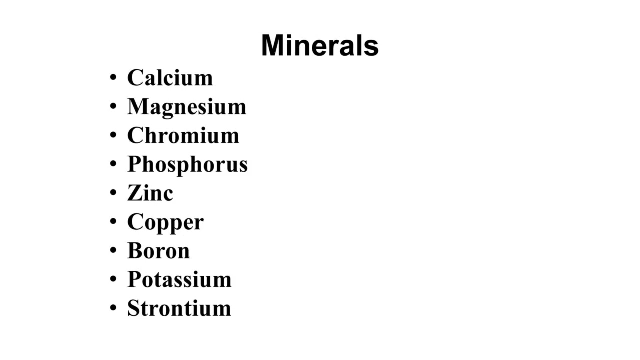 Minerals
• Calcium
• Magnesium
• Chromium
• Phosphorus
• Zinc
• Copper
• Boron
• Potassium
• Strontium